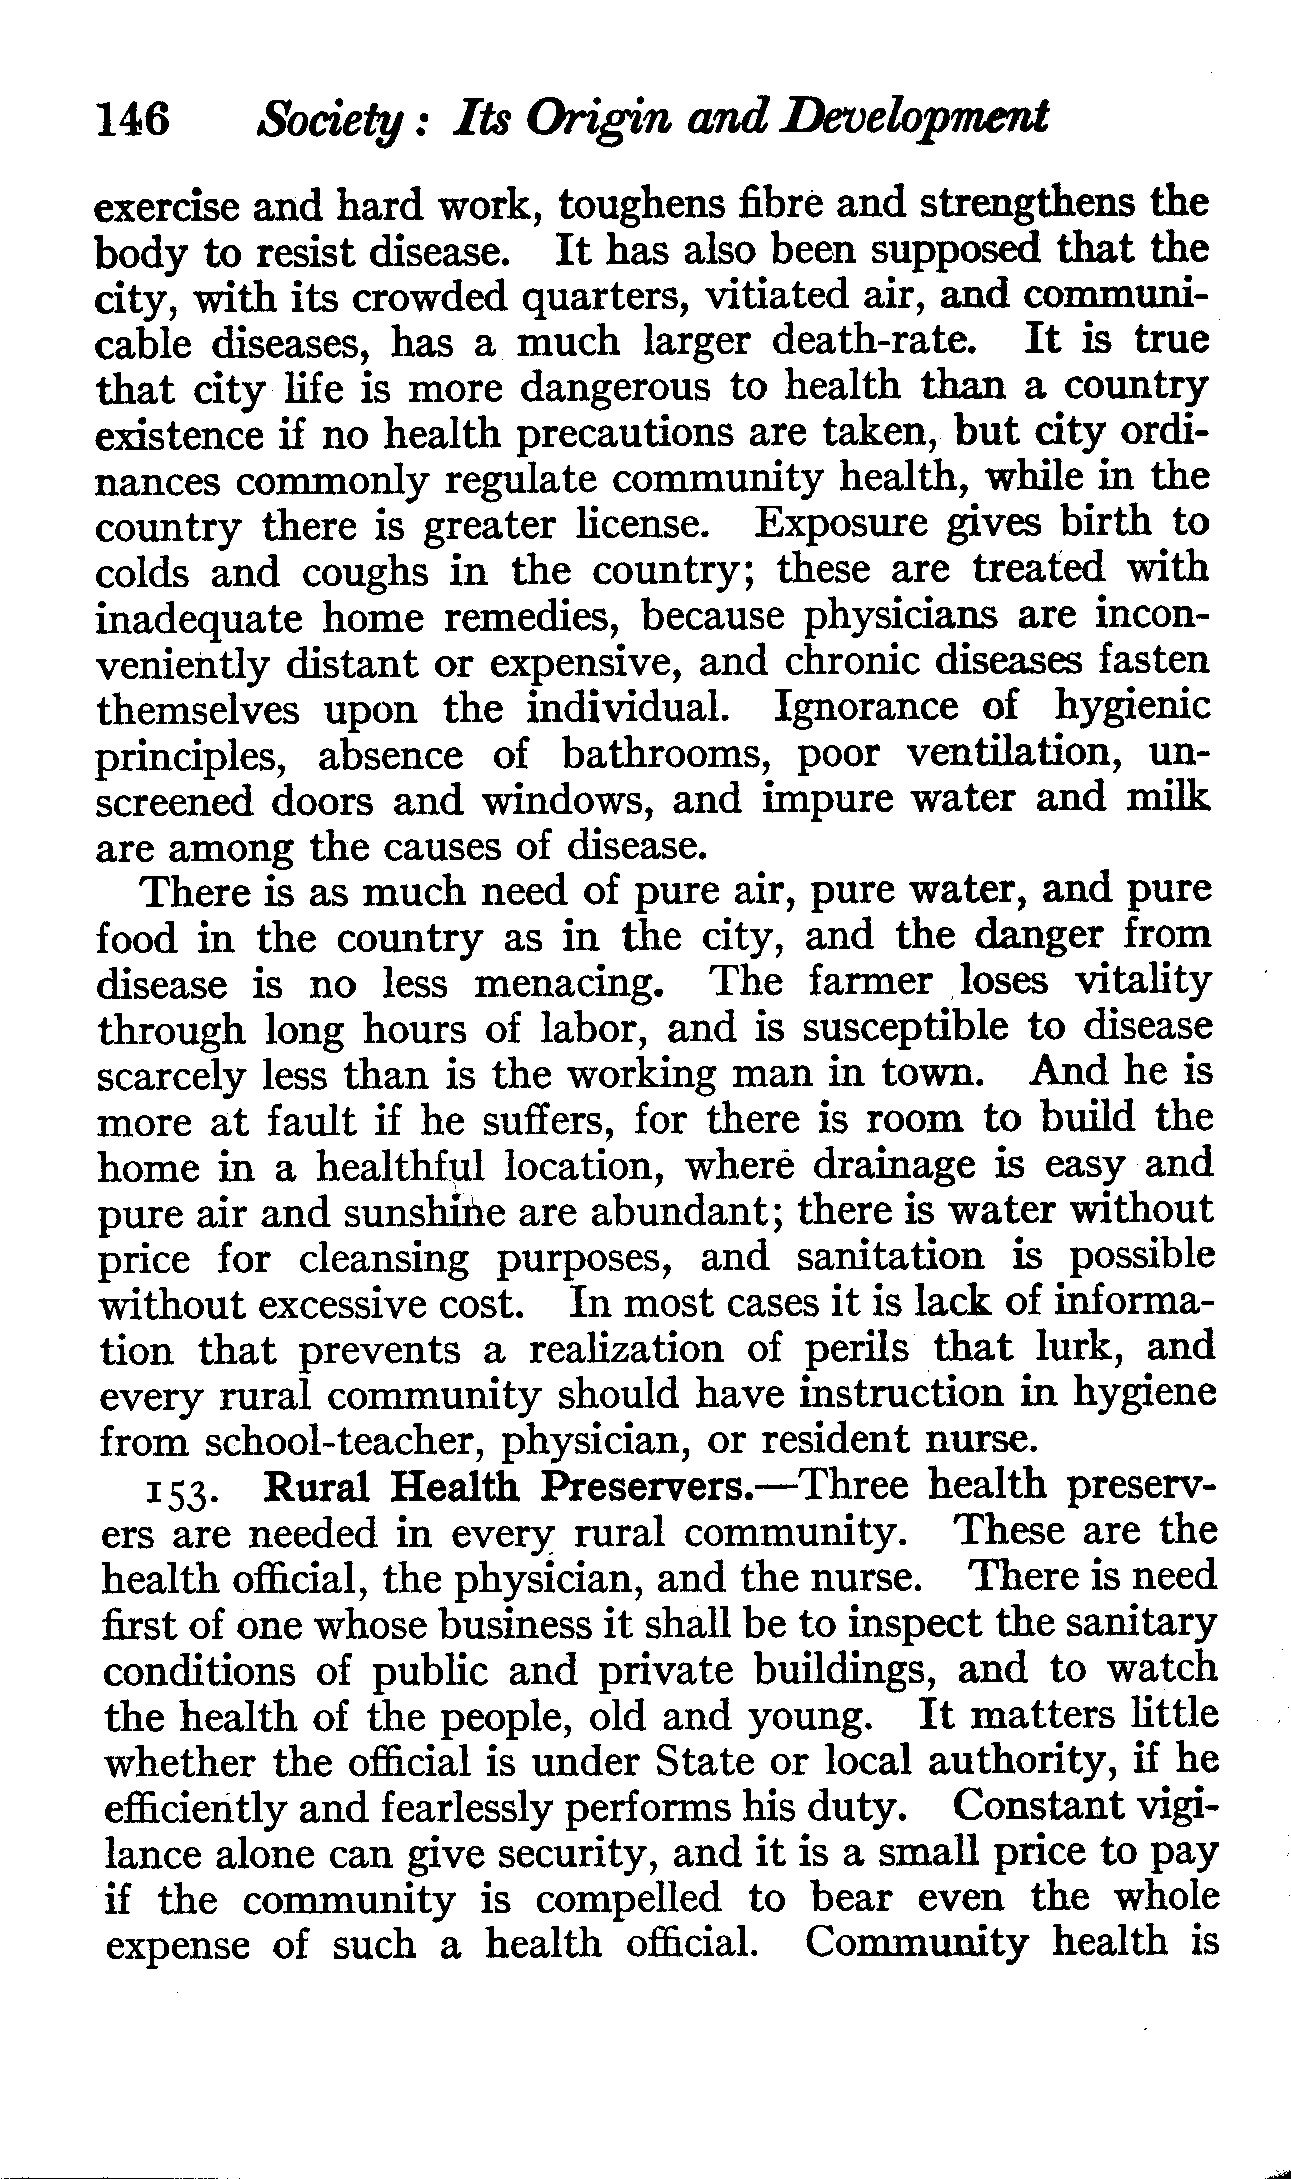 146 Society: Its Origin and Development
exercise and hard work, toughens fibre and strengthens the
body to resist disease. It has also been supposed that the
city, with its crowded quarters, vitiated air, and communi-
cable diseases, has a much larger death-rate. It is true
that city life is more dangerous to health than a country
existence if no health precautions are taken, but city ordi-
nances commonly regulate community health, while in the
country there is greater license. Exposure gives birth to
colds and coughs in the country; these are treated with
inadequate home remedies, because physicians are incon-
veniently distant or expensive, and chronic diseases fasten
themselves upon the individual. Ignorance of hygienic
principles, absence of bathrooms, poor ventilation, un-
screened doors and windows, and impure water and milk
are among the causes of disease.
There is as much need of pure air, pure water, and pure
food in the country as in the city, and the danger from
disease is no less menacing. The farmer loses vitality
through long hours of labor, and is susceptible to disease
scarcely less than is the working man in town. And he is
more at fault if he suffers, for there is room to build the
home in a healthful location, where drainage is easy and
pure air and sunshine are abundant; there is water without
price for cleansing purposes, and sanitation is possible
without excessive cost. In most cases it is lack of informa-
tion that prevents a realization of perils that lurk, and
every rural community should have instruction in hygiene
from school-teacher, physician, or resident nurse.
153. Rural Health Preservers.—Three health preserv-
ers are needed in every rural community. These are the
health official, the physician, and the nurse. There is need
first of one whose business it shall be to inspect the sanitary
conditions of public and private buildings, and to watch
the health of the people, old and young. It matters little
whether the official is under State or local authority, if he
efficiently and fearlessly performs his duty. Constant vigi-
lance alone can give security, and it is a small price to pay
if the community is compelled to bear even the whole
expense of such a health official. Community health is